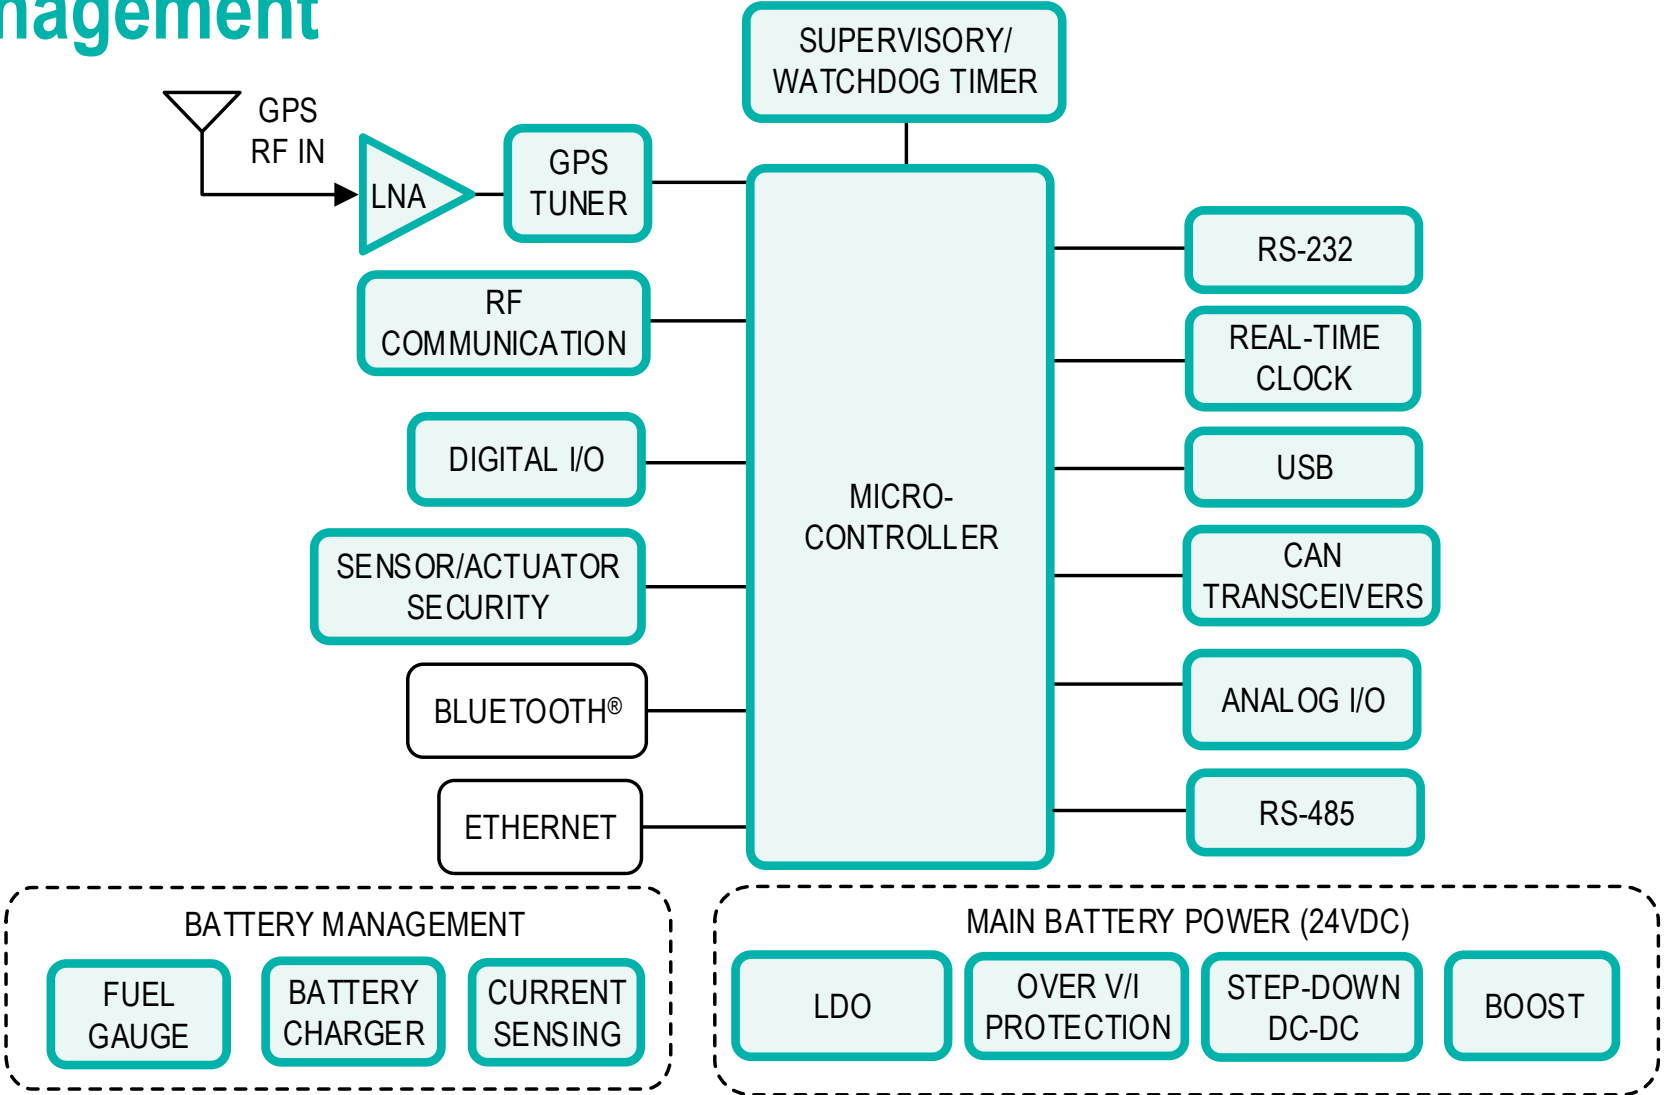 SUPERVISORY/
WATCHDOG TIMER
GPS
RF IN
LNA
GPS
TUNER
RF
COMMUNICATION
DIGITAL I/O
SENSOR/ACTUATOR
SECURITY
BLUETOOTH®
ETHERNET
MICRO-
CONTROLLER
RS-232
REAL-TIME
CLOCK
USB
CAN
TRANSCEIVERS
ANALOG I/O
RS-485
BATTERY MANAGEMENT
FUEL
GAUGE
BATTERY
CHARGER
CURRENT
SENSING
MAIN BATTERY POWER (24VDC)
LDO
OVER V/I
PROTECTION
STEP-DOWN
DC-DC
BOOST